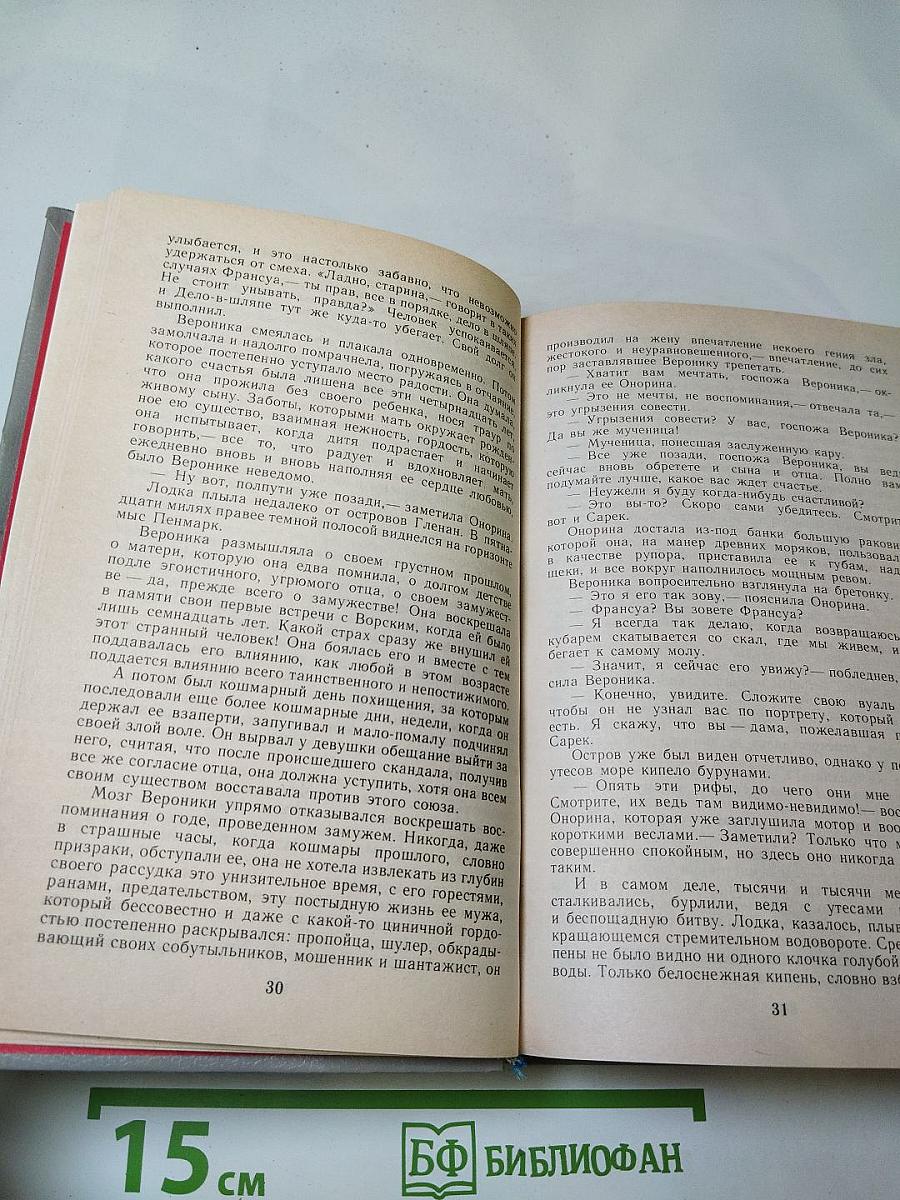 улыбается, и это настолько забавно, что невозможно
удержаться от смеха. «Ладно, старина,— говорит в таких
случаях Франсуа,— ты прав, все в порядке, дело в шляпе.
Не стоит унывать, правда?» Человек успокаивается,
и Дело-в-шляпе тут же куда-то убегает. Свой долг он
выполнил.
Вероника смеялась и плакала одновременно. Потом
замолчала и надолго помрачнела, погружаясь в отчаяние,
которое постепенно уступало место радости. Она думала,
какого счастья была лишена все эти четырнадцать лет,
что она прожила без своего ребенка, нося траур по
живому сыну. Заботы, которыми мать окружает рожден-
ное ею существо, взаимная нежность, гордость, которую
она испытывает, когда дитя подрастает и начинает
говорить,— все то, что радует и вдохновляет мать,
ежедневно вновь и вновь наполняя ее сердце любовью,
было Веронике неведомо.
— Ну вот, полпути уже позади,— заметила Онорина.
Лодка плыла недалеко от островов Гленан. В пятна-
дцати милях правее темной полосой виднелся на горизонте
мыс Пенмарк.
Вероника размышляла о своем грустном прошлом,
о матери, которую она едва помнила, о долгом детстве
подле эгоистичного, угрюмого отца, о своем замужест-
ве — да, прежде всего о замужестве! Она воскрешала
в памяти свои первые встречи с Ворским, когда ей было
лишь семнадцать лет. Какой страх сразу же внушил ей
этот странный человек! Она боялась его и вместе с тем
поддавалась его влиянию, как любой в этом возрасте
поддается влиянию всего таинственного и непостижимого.
А потом был кошмарный день похищения, за которым
последовали еще более кошмарные дни, недели, когда он
держал ее взаперти, запугивал и мало-помалу подчинял
своей злой воле. Он вырвал у девушки обещание выйти за
него, считая, что после происшедшего скандала, получив
все же согласие отца, она должна уступить, хотя она всем
своим существом восставала против этого союза.
Мозг Вероники упрямо отказывался воскрешать вос-
поминания о годе, проведенном замужем. Никогда, даже
в страшные часы, когда кошмары прошлого, словно
призраки, обступали ее, она не хотела извлекать из глубин
своего рассудка это унизительное время, с его горестями,
ранами, предательством, эту постыдную жизнь ее мужа,
который бессовестно и даже с какой-то циничной гордо-
стью постепенно раскрывался: пропойца, шулер, обкрады-
вающий своих собутыльников, мошенник и шантажист, он
30
производил на жену впечатление некоего гения зла,
жестокого и неуравновешенного,— впечатление, до сих
пор заставлявшее Веронику трепетать.
— Хватит вам мечтать, госпожа Вероника,— ок-
ликнула ее Онорина.
— Это не мечты, не воспоминания,— отвечала та,—
это угрызения совести.
— Угрызения совести? У вас, госпожа Вероника?
Да вы же мученица!
— Мученица, понесшая заслуженную кару.
— Все уже позади, госпожа Вероника, вы ведь
сейчас вновь обретете и сына и отца. Полно вам,
подумайте лучше, какое вас ждет счастье.
— Неужели я буду когда-нибудь счастливой?
— Это вы-то? Скоро сами убедитесь. Смотрите,
вот и Сарек.
Онорина достала из-под банки большую ракови
которой она, на манер древних моряков, пользовал
в качестве рупора, приставила ее к губам, над
щеки, и все вокруг наполнилось мощным ревом.
Вероника вопросительно взглянула на бретонку.
— Это я его так зову,— пояснила Онорина.
— Франсуа? Вы зовете Франсуа?
— Я всегда так делаю, когда возвращаюсь
кубарем скатывается со скал, где мы живем, и
бегает к самому молу.
— Значит, я сейчас его увижу?— побледнев,
сила Вероника.
— Конечно, увидите. Сложите свою вуаль
чтобы он не узнал вас по портрету, который
есть. Я скажу, что вы — дама, пожелавшая п
Сарек.
Остров уже был виден отчетливо, однако у по
утесов море кипело бурунами.
— Опять эти рифы, до чего они мне
Смотрите, их ведь там видимо-невидимо!— вос
Онорина, которая уже заглушила мотор и воо
короткими веслами.— Заметили? Только что м
совершенно спокойным, но здесь оно никогда
таким.
И в самом деле, тысячи и тысячи ме
сталкивались, бурлили, ведя с утесами
и беспощадную битву. Лодка, казалось, плыв
кращающемся стремительном водовороте. Сре
пены не было видно ни одного клочка голубой
воды. Только белоснежная кипень, словно взб
31
15 см
БФ БИБЛИОФАН